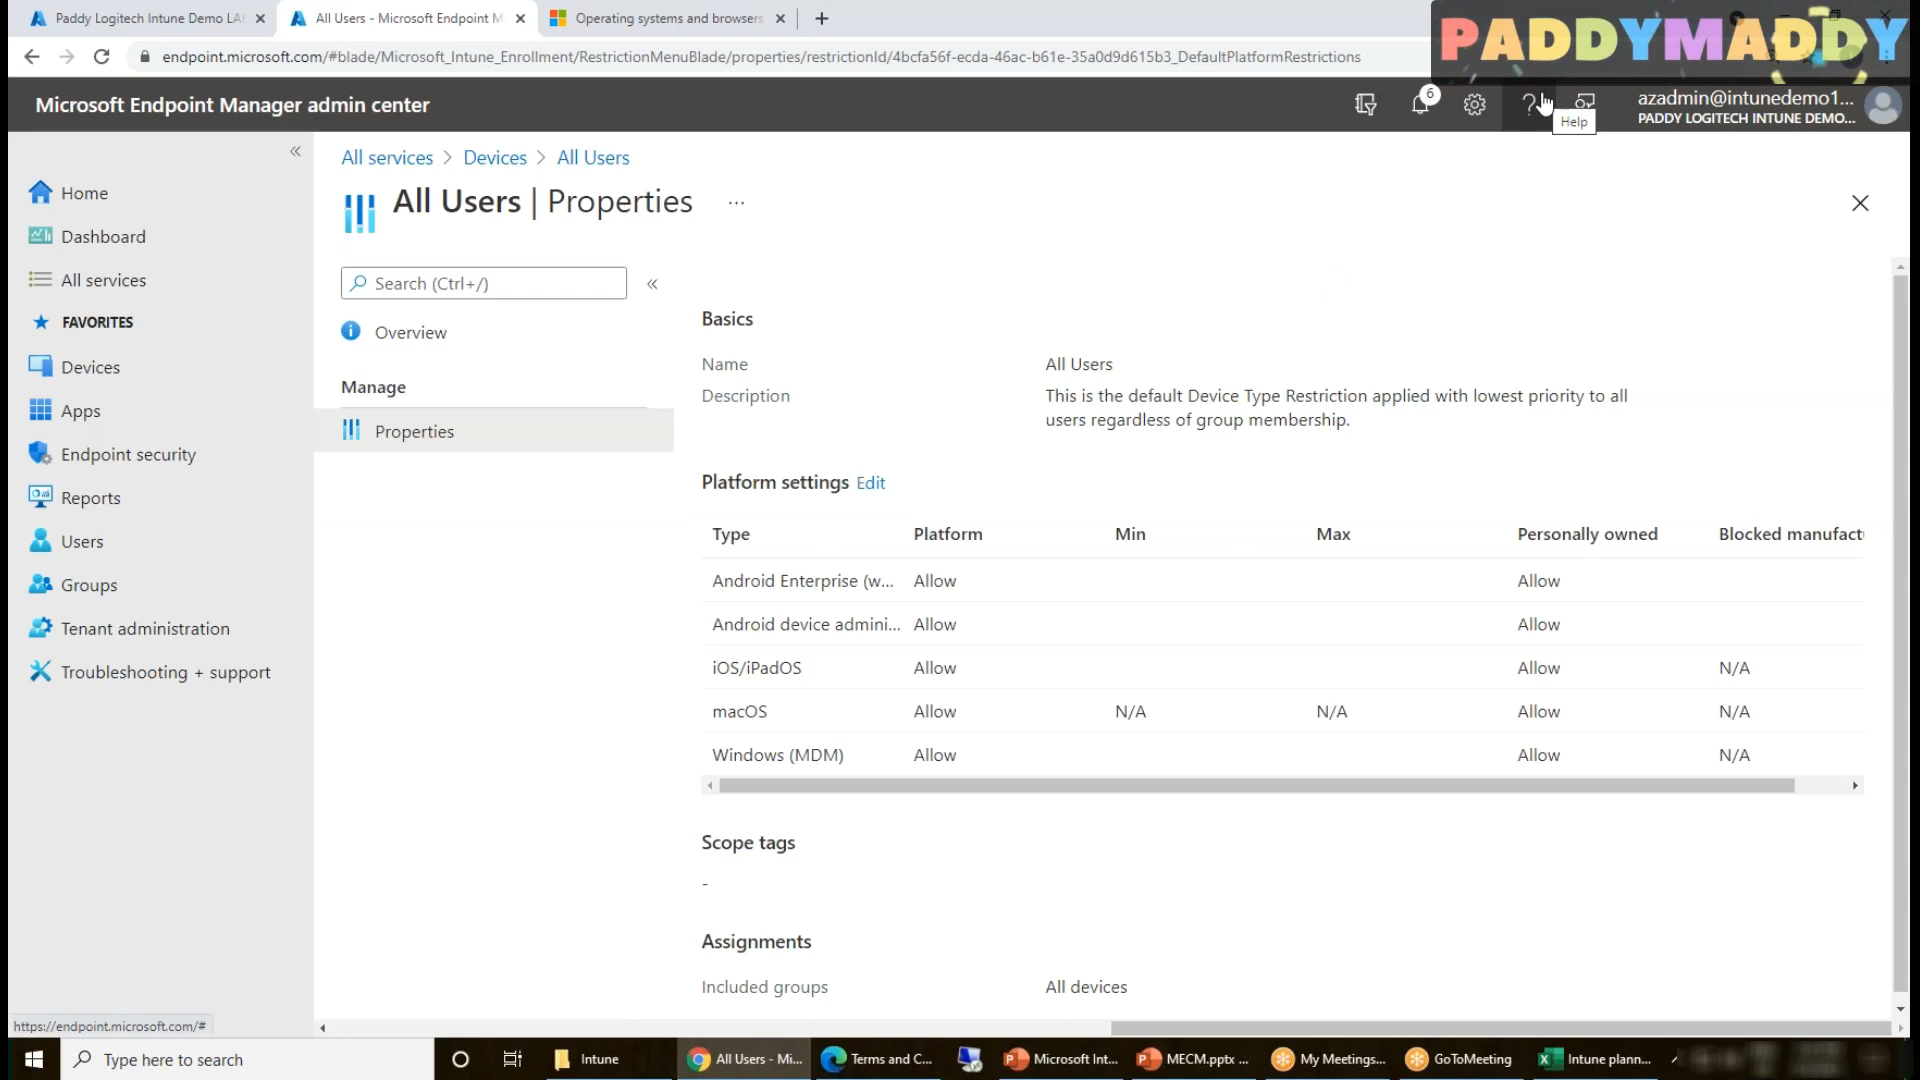 Paddy Logitech Intune Demo LA
All Users - Microsoft Endpoint M
Operating systems and browsers
PADDYMADDY
endpoint.microsoft.com/#blade/Microsoft_Intune_Enrollment/RestrictionMenuBlade/properties/restrictionId/4bcfa56f-ecda-46ac-b61e-35a0d9d615b3_DefaultPlatformRestrictions
Microsoft Endpoint Manager admin center
6
azadmin@intunedemo1...
PADDY LOGITECH INTUNE DEMO...
Help
Home
Dashboard
All services
FAVORITES
Devices
Apps
Endpoint security
Reports
Users
Groups
Tenant administration
Troubleshooting + support
https://endpoint.microsoft.com/#
All services > Devices > All Users
All Users | Properties ...
Search (Ctrl+/)
Overview
Manage
Properties
Basics
Name All Users
Description This is the default Device Type Restriction applied with lowest priority to all
users regardless of group membership.
Platform settings Edit
Type Platform Min Max Personally owned Blocked manufactu
Android Enterprise (w... Allow Allow
Android device admini... Allow Allow
iOS/iPadOS Allow Allow N/A
macOS Allow N/A N/A Allow N/A
Windows (MDM) Allow Allow N/A
Scope tags
-
Assignments
Included groups All devices
Type here to search
Intune
All Users - Mi...
Terms and C...
Microsoft Int...
MECM.pptx ...
My Meetings...
GoToMeeting
Intune plann...